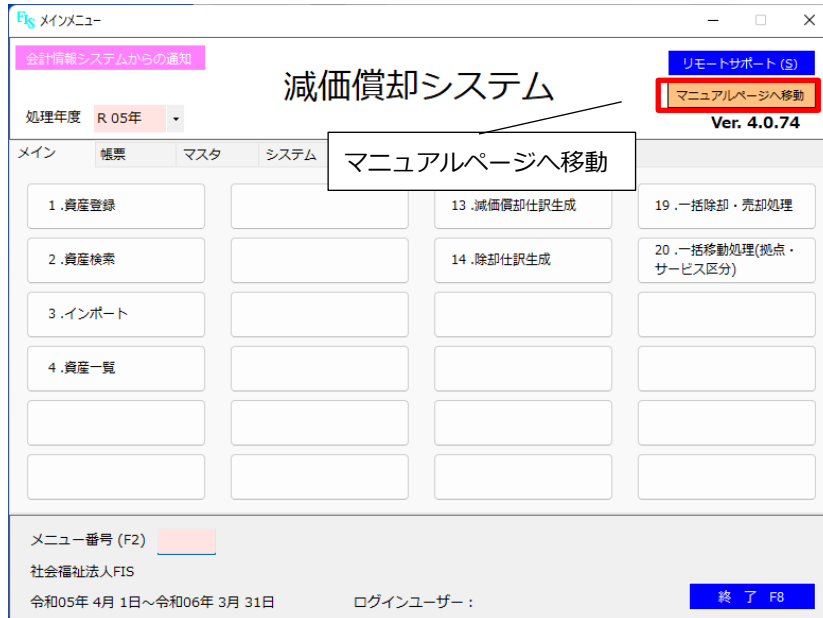 FIS メインメニュー
会計情報システムからの通知
減価償却システム
リモートサポート (S)
マニュアルページへ移動
処理年度 R 05年
Ver. 4.0.74
メイン 帳票 マスタ システム
マニュアルページへ移動
1 .資産登録
13 .減価償却仕訳生成
19 .一括除却・売却処理
2 .資産検索
14 .除却仕訳生成
20 .一括移動処理(拠点・
サービス区分)
3 .インポート
4 .資産一覧
メニュー番号 (F2)
社会福祉法人FIS
令和05年 4月 1日～令和06年 3月 31日
ログインユーザー：
終 了 F8